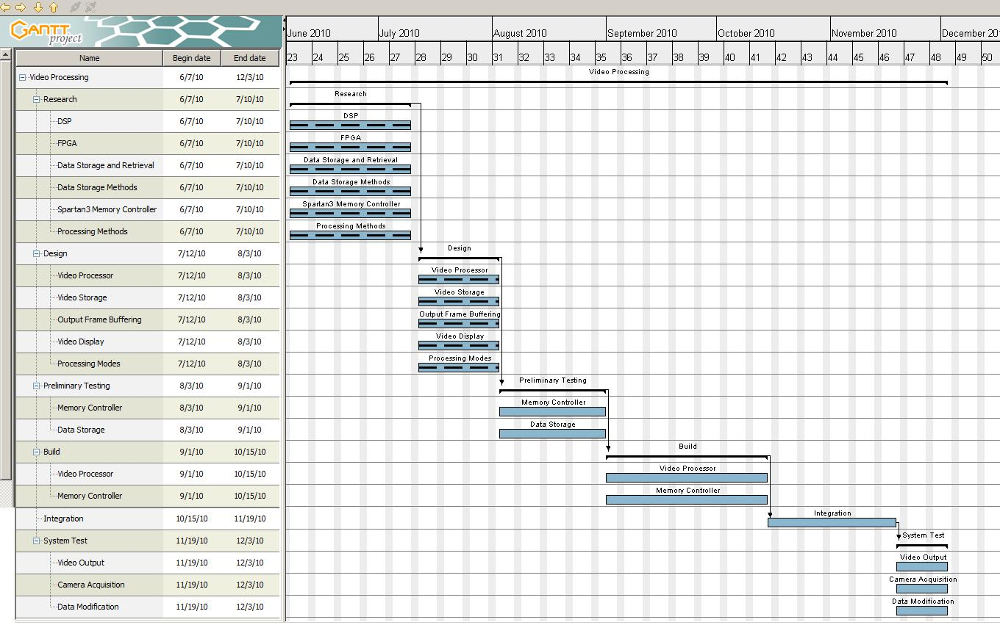 GANTT project
June 2010 July 2010 August 2010 September 2010 October 2010 November 2010 December 201
Name Begin date End date 23 24 25 26 27 28 29 30 31 32 33 34 35 36 37 38 39 40 41 42 43 44 45 46 47 48 49 50
Video Processing 6/7/10 12/3/10 Video Processing
Research 6/7/10 7/10/10 Research
DSP 6/7/10 7/10/10 DSP
FPGA 6/7/10 7/10/10 FPGA
Data Storage and Retrieval 6/7/10 7/10/10 Data Storage and Retrieval
Data Storage Methods 6/7/10 7/10/10 Data Storage Methods
Spartan3 Memory Controller 6/7/10 7/10/10 Spartan3 Memory Controller
Processing Methods 6/7/10 7/10/10 Processing Methods
Design 7/12/10 8/3/10 Design
Video Processor 7/12/10 8/3/10 Video Processor
Video Storage 7/12/10 8/3/10 Video Storage
Output Frame Buffering 7/12/10 8/3/10 Output Frame Buffering
Video Display 7/12/10 8/3/10 Video Display
Processing Modes 7/12/10 8/3/10 Processing Modes
Preliminary Testing 8/3/10 9/1/10 Preliminary Testing
Memory Controller 8/3/10 9/1/10 Memory Controller
Data Storage 8/3/10 9/1/10 Data Storage
Build 9/1/10 10/15/10 Build
Video Processor 9/1/10 10/15/10 Video Processor
Memory Controller 9/1/10 10/15/10 Memory Controller
Integration 10/15/10 11/19/10 Integration
System Test 11/19/10 12/3/10 System Test
Video Output 11/19/10 12/3/10 Video Output
Camera Acquisition 11/19/10 12/3/10 Camera Acquisition
Data Modification 11/19/10 12/3/10 Data Modification